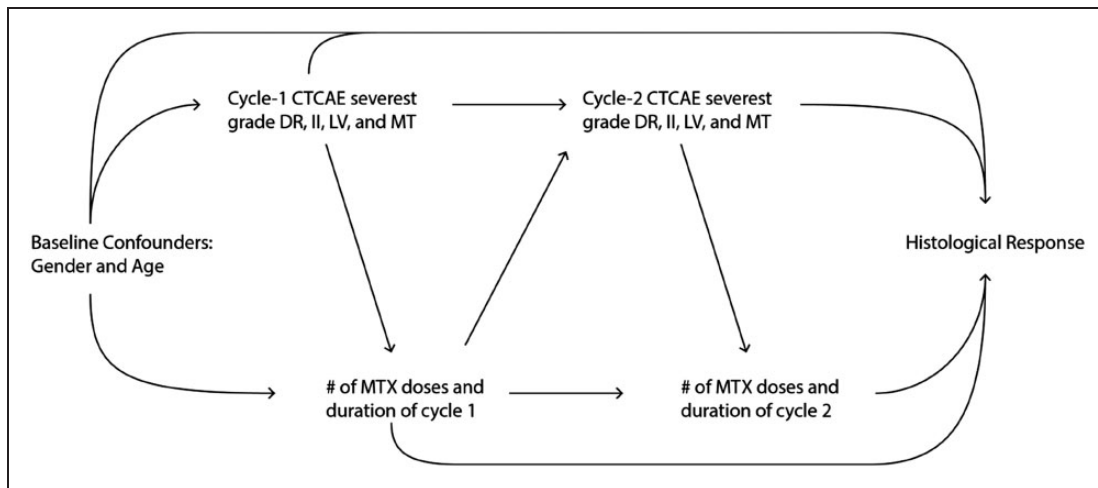 Cycle-1 CTCAE severest
grade DR, II, LV, and MT
Cycle-2 CTCAE severest
grade DR, II, LV, and MT
Baseline Confounders:
Gender and Age
Histological Response
# of MTX doses and
duration of cycle 1
# of MTX doses and
duration of cycle 2